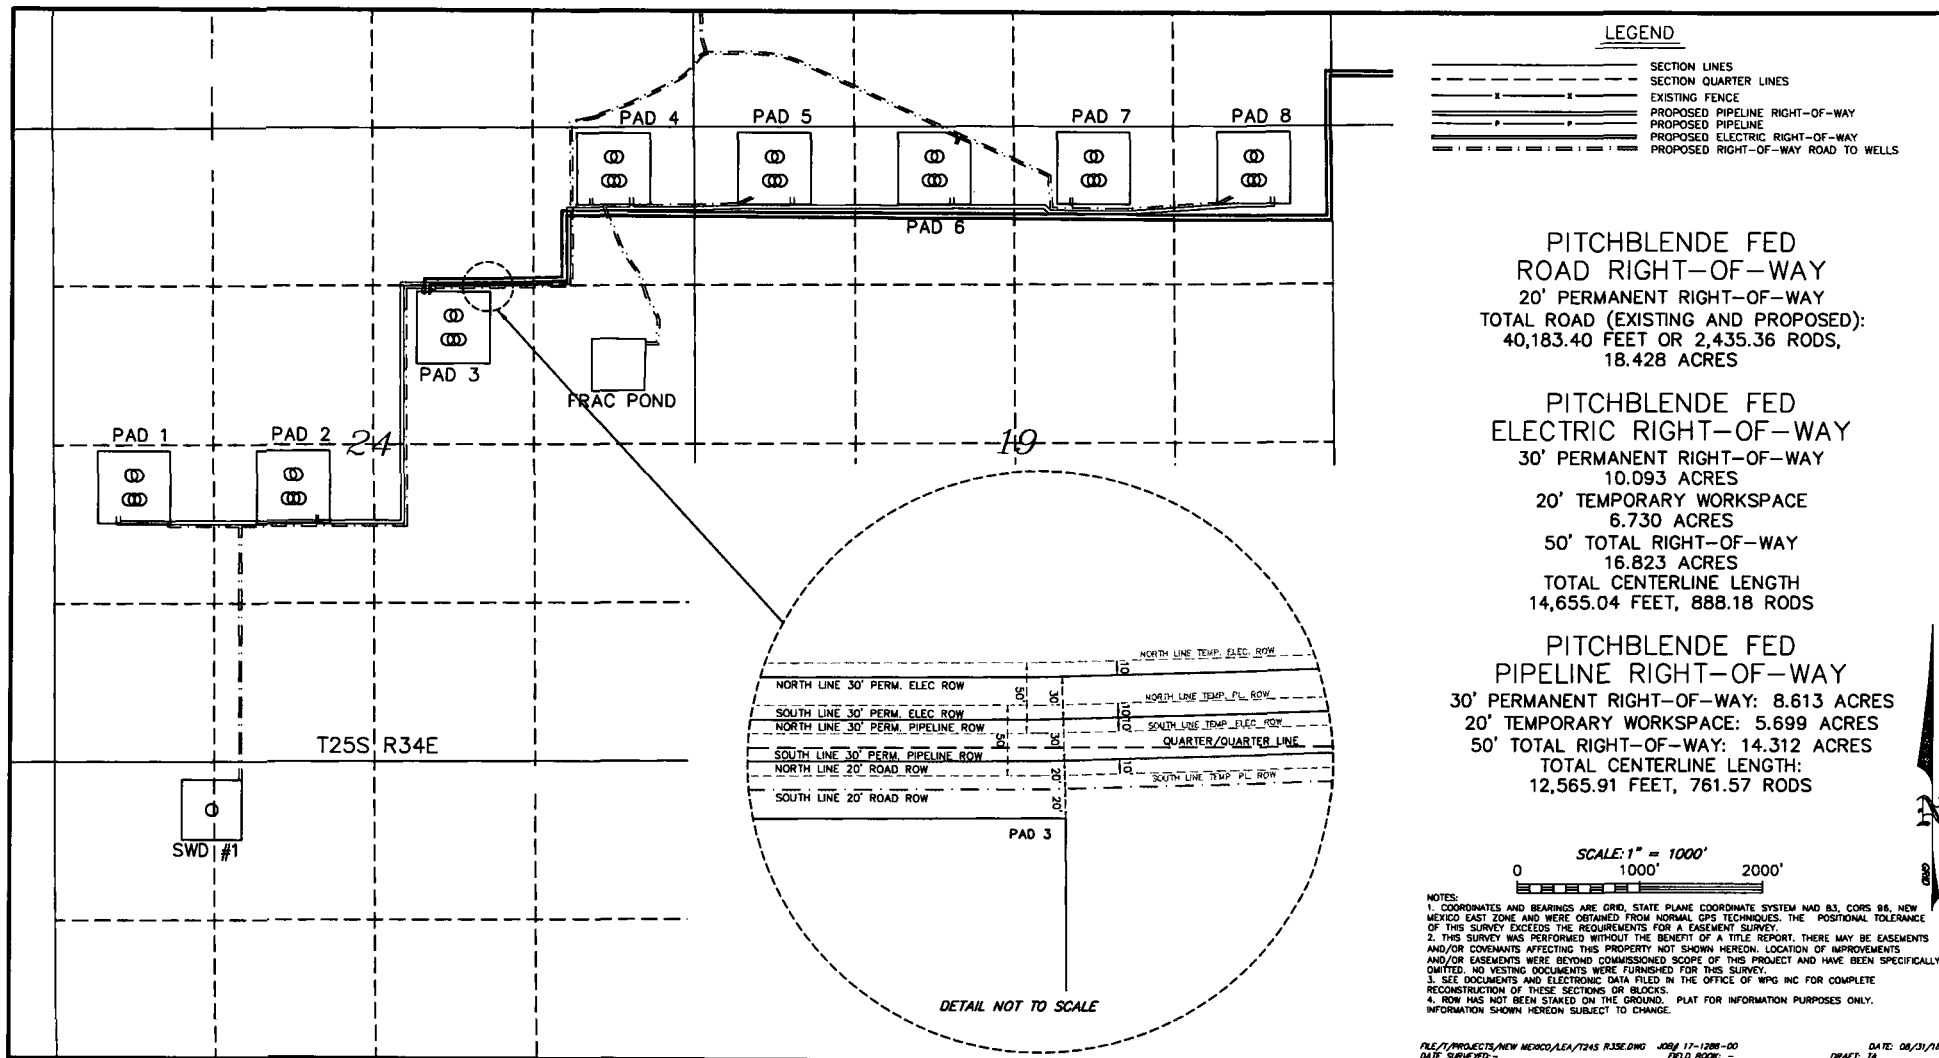 LEGEND
SECTION LINES
SECTION QUARTER LINES
EXISTING FENCE
PROPOSED PIPELINE RIGHT-OF-WAY
PROPOSED PIPELINE
PROPOSED ELECTRIC RIGHT-OF-WAY
PROPOSED RIGHT-OF-WAY ROAD TO WELLS
PAD 4
PAD 5
PAD 7
PAD 8
PAD 6
PAD 3
FRAC POND
PAD 1
PAD 2
24
19
T25S R34E
SWD #1
PITCHBLENDE FED
ROAD RIGHT-OF-WAY
20' PERMANENT RIGHT-OF-WAY
TOTAL ROAD (EXISTING AND PROPOSED):
40,183.40 FEET OR 2,435.36 RODS,
18.428 ACRES
PITCHBLENDE FED
ELECTRIC RIGHT-OF-WAY
30' PERMANENT RIGHT-OF-WAY
10.093 ACRES
20' TEMPORARY WORKSPACE
6.730 ACRES
50' TOTAL RIGHT-OF-WAY
16.823 ACRES
TOTAL CENTERLINE LENGTH
14,655.04 FEET, 888.18 RODS
PITCHBLENDE FED
PIPELINE RIGHT-OF-WAY
30' PERMANENT RIGHT-OF-WAY: 8.613 ACRES
20' TEMPORARY WORKSPACE: 5.699 ACRES
50' TOTAL RIGHT-OF-WAY: 14.312 ACRES
TOTAL CENTERLINE LENGTH:
12,565.91 FEET, 761.57 RODS
NORTH LINE TEMP. ELEC. ROW
10'
NORTH LINE 30' PERM. ELEC ROW
50'
30'
NORTH LINE TEMP. PL. ROW
SOUTH LINE 30' PERM. ELEC ROW
10'
NORTH LINE 30' PERM. PIPELINE ROW
10'
SOUTH LINE TEMP. ELEC. ROW
50'
30'
QUARTER/QUARTER LINE
SOUTH LINE 30' PERM. PIPELINE ROW
NORTH LINE 20' ROAD ROW
20'
10'
SOUTH LINE TEMP PL ROW
SOUTH LINE 20' ROAD ROW
20'
PAD 3
DETAIL NOT TO SCALE
SCALE: 1" = 1000'
0 1000' 2000'
GRID
NOTES:
1. COORDINATES AND BEARINGS ARE GRID, STATE PLANE COORDINATE SYSTEM NAD 83, CORS 96, NEW
MEXICO EAST ZONE AND WERE OBTAINED FROM NORMAL GPS TECHNIQUES. THE POSITIONAL TOLERANCE
OF THIS SURVEY EXCEEDS THE REQUIREMENTS FOR A EASEMENT SURVEY.
2. THIS SURVEY WAS PERFORMED WITHOUT THE BENEFIT OF A TITLE REPORT. THERE MAY BE EASEMENTS
AND/OR COVENANTS AFFECTING THIS PROPERTY NOT SHOWN HEREON. LOCATION OF IMPROVEMENTS
AND/OR EASEMENTS WERE BEYOND COMMISSIONED SCOPE OF THIS PROJECT AND HAVE BEEN SPECIFICALLY
OMITTED. NO VESTING DOCUMENTS WERE FURNISHED FOR THIS SURVEY.
3. SEE DOCUMENTS AND ELECTRONIC DATA FILED IN THE OFFICE OF WPG INC FOR COMPLETE
RECONSTRUCTION OF THESE SECTIONS OR BLOCKS.
4. ROW HAS NOT BEEN STAKED ON THE GROUND. PLAT FOR INFORMATION PURPOSES ONLY.
INFORMATION SHOWN HEREON SUBJECT TO CHANGE.
FILE/T/PROJECTS/NEW MEXICO/LEA/T24S R35E.DWG JOB# 17-1288-00 DATE: 08/31/18
DATE SURVEYED: - FIELD BOOK: - DRAFT: TA